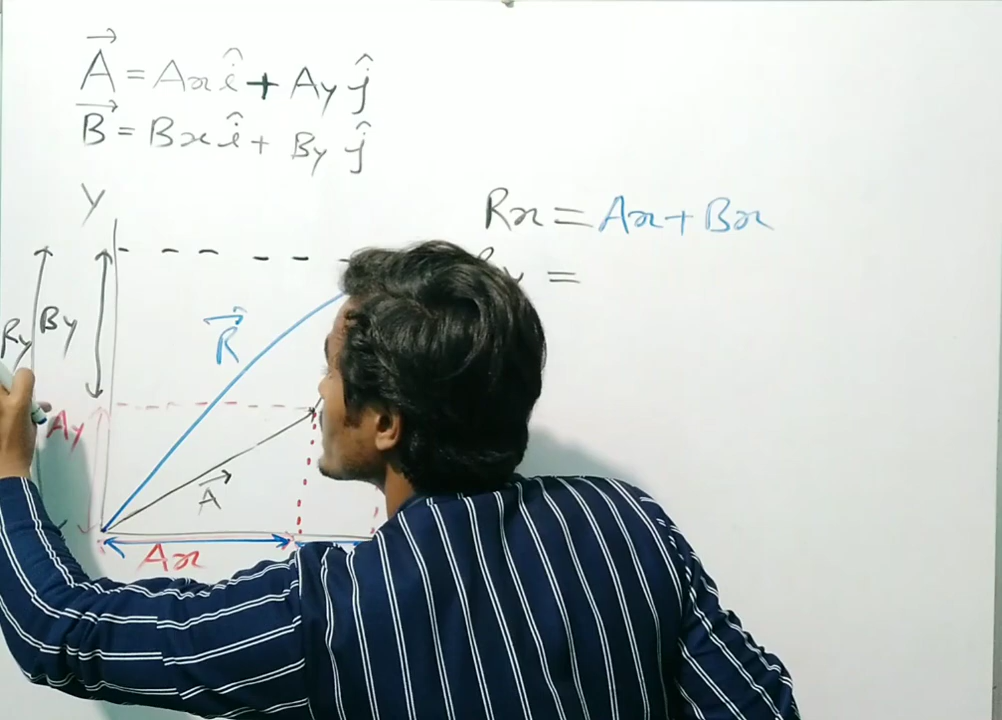 A⃗ = Ax î + Ay ĵ
B⃗ = Bx î + By ĵ
Y
Rx = Ax + Bx
=
R⃗
Ry
By
Ay
A⃗
Ax